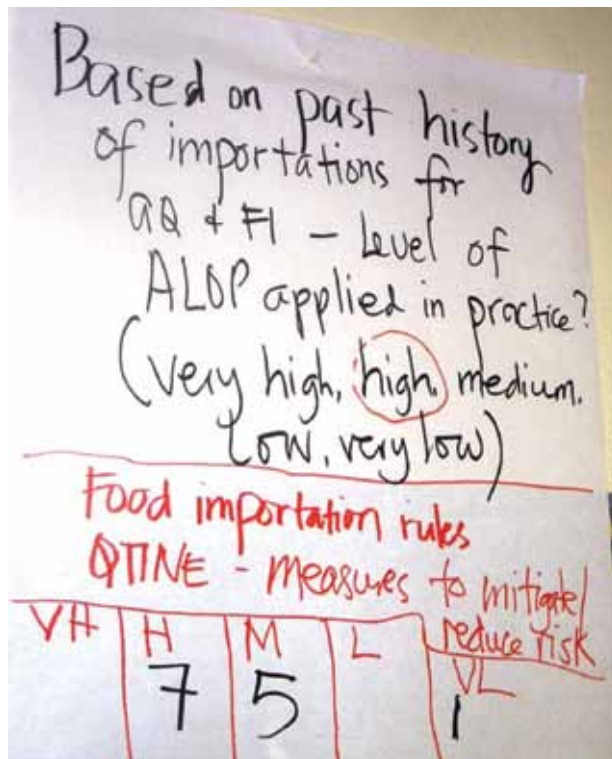 Based on past history
of importations for
aQ & FI - Level of
ALOP applied in practice?
(very high, high, medium.
Low, very low)
Food importation rules
QTINE - measures to mitigate/
reduce risk
VH H M L VL
7 5 1